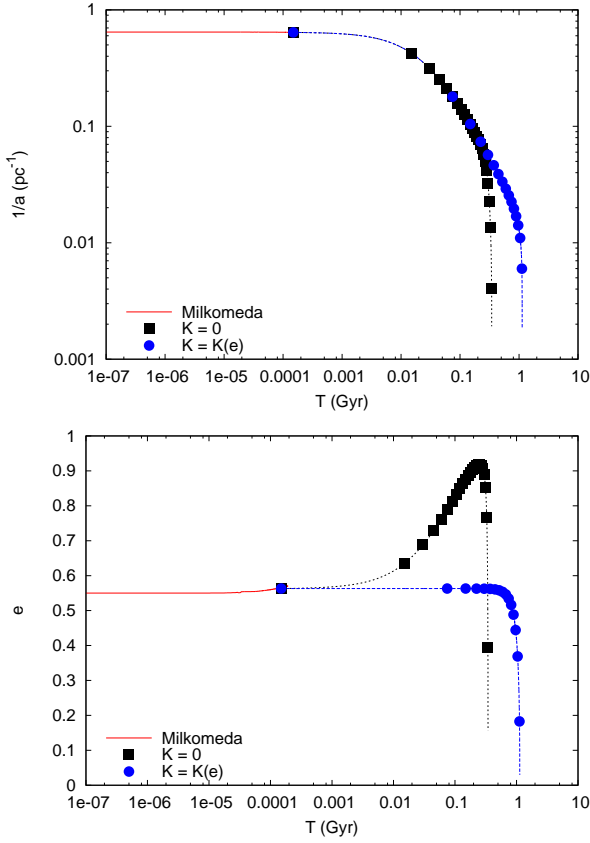 1
0.1
0.01
0.001
1/a (pc⁻¹)
Milkomeda
K = 0
K = K(e)
1e-07 1e-06 1e-05 0.0001 0.001 0.01 0.1 1 10
T (Gyr)
1
0.9
0.8
0.7
0.6
0.5
0.4
0.3
0.2
0.1
0
e
Milkomeda
K = 0
K = K(e)
1e-07 1e-06 1e-05 0.0001 0.001 0.01 0.1 1 10
T (Gyr)